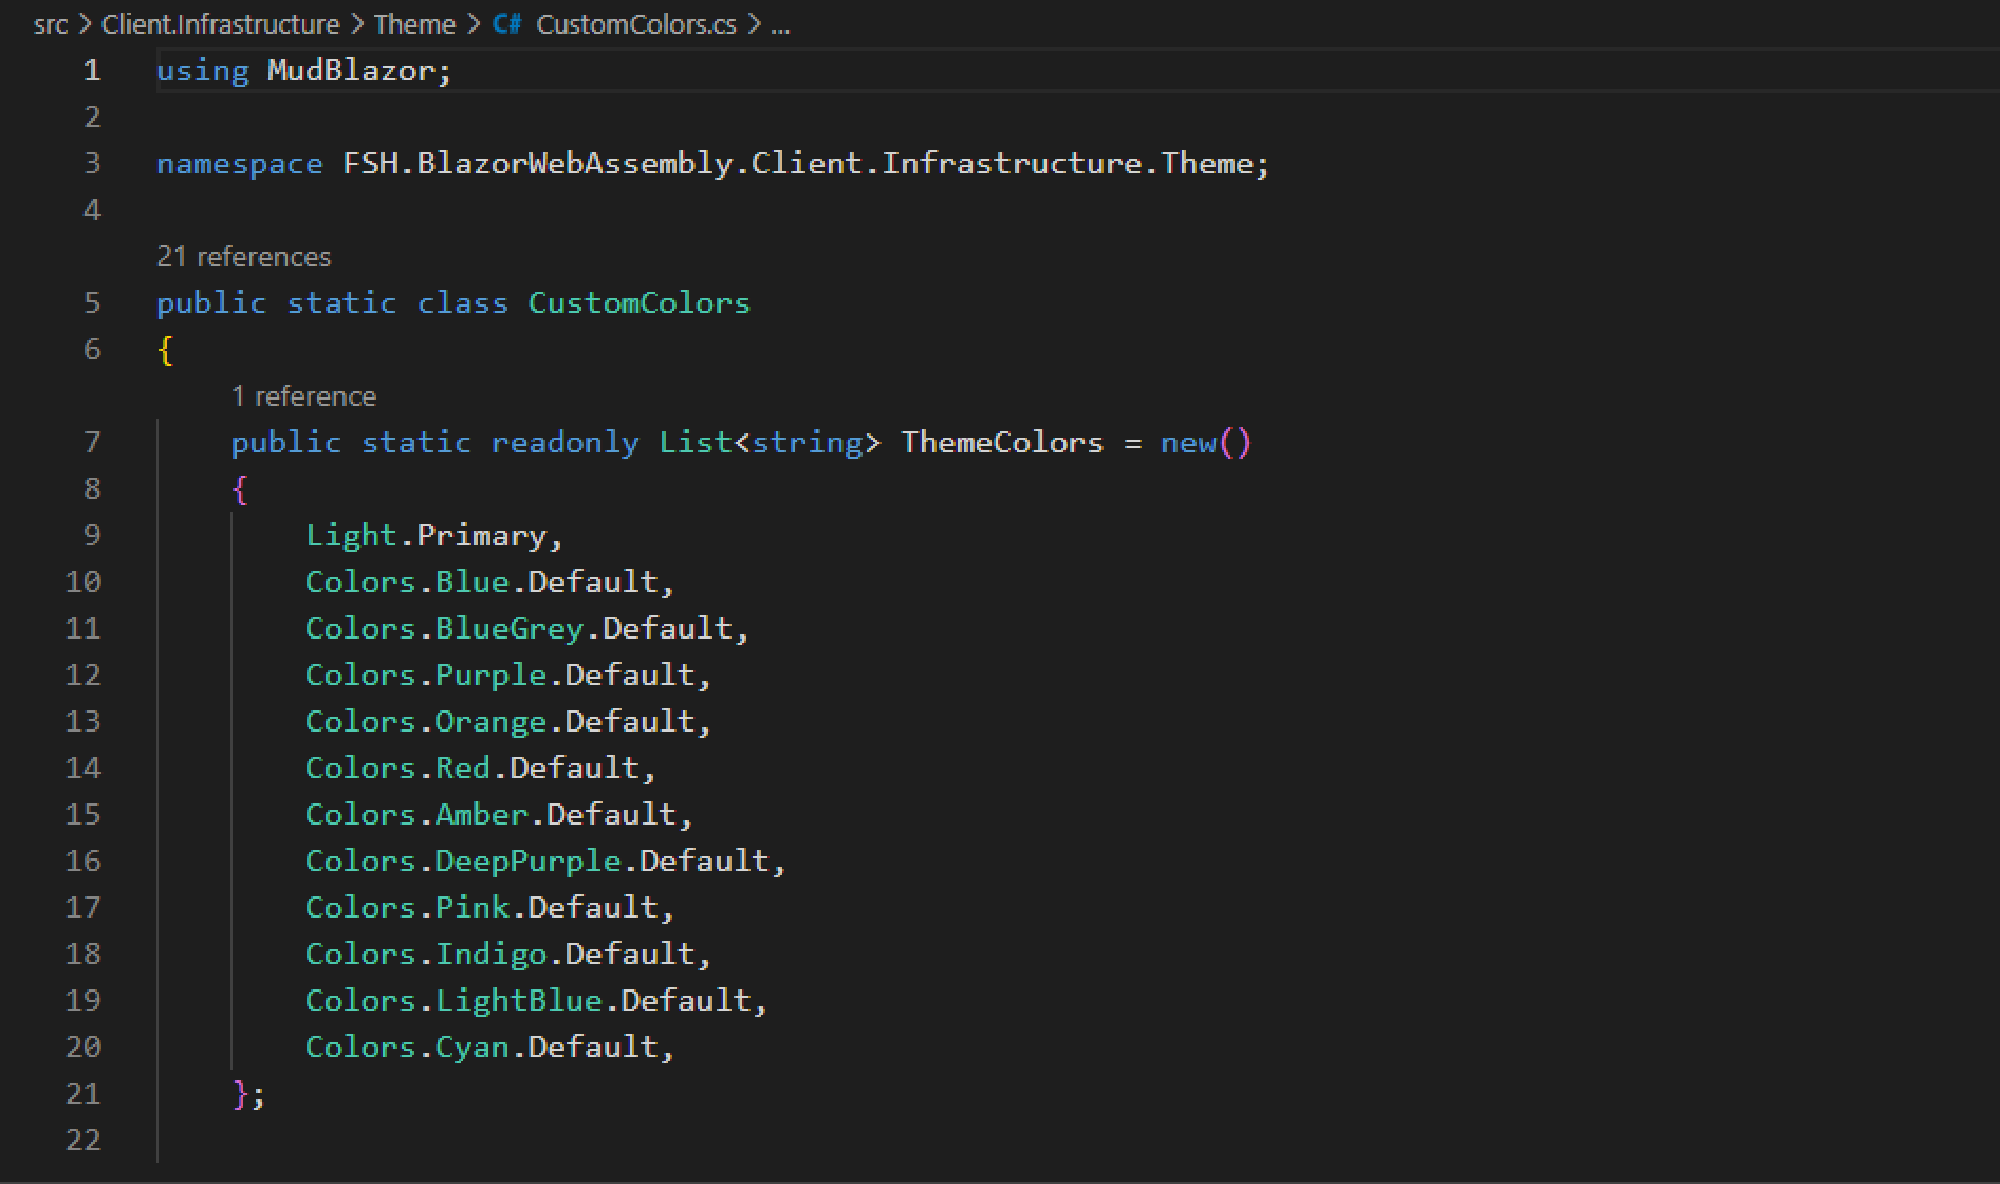 src > Client.Infrastructure > Theme > C# CustomColors.cs > ...
1 using MudBlazor;
2
3 namespace FSH.BlazorWebAssembly.Client.Infrastructure.Theme;
4
21 references
5 public static class CustomColors
6 {
1 reference
7 public static readonly List<string> ThemeColors = new()
8 {
9 Light.Primary,
10 Colors.Blue.Default,
11 Colors.BlueGrey.Default,
12 Colors.Purple.Default,
13 Colors.Orange.Default,
14 Colors.Red.Default,
15 Colors.Amber.Default,
16 Colors.DeepPurple.Default,
17 Colors.Pink.Default,
18 Colors.Indigo.Default,
19 Colors.LightBlue.Default,
20 Colors.Cyan.Default,
21 };
22